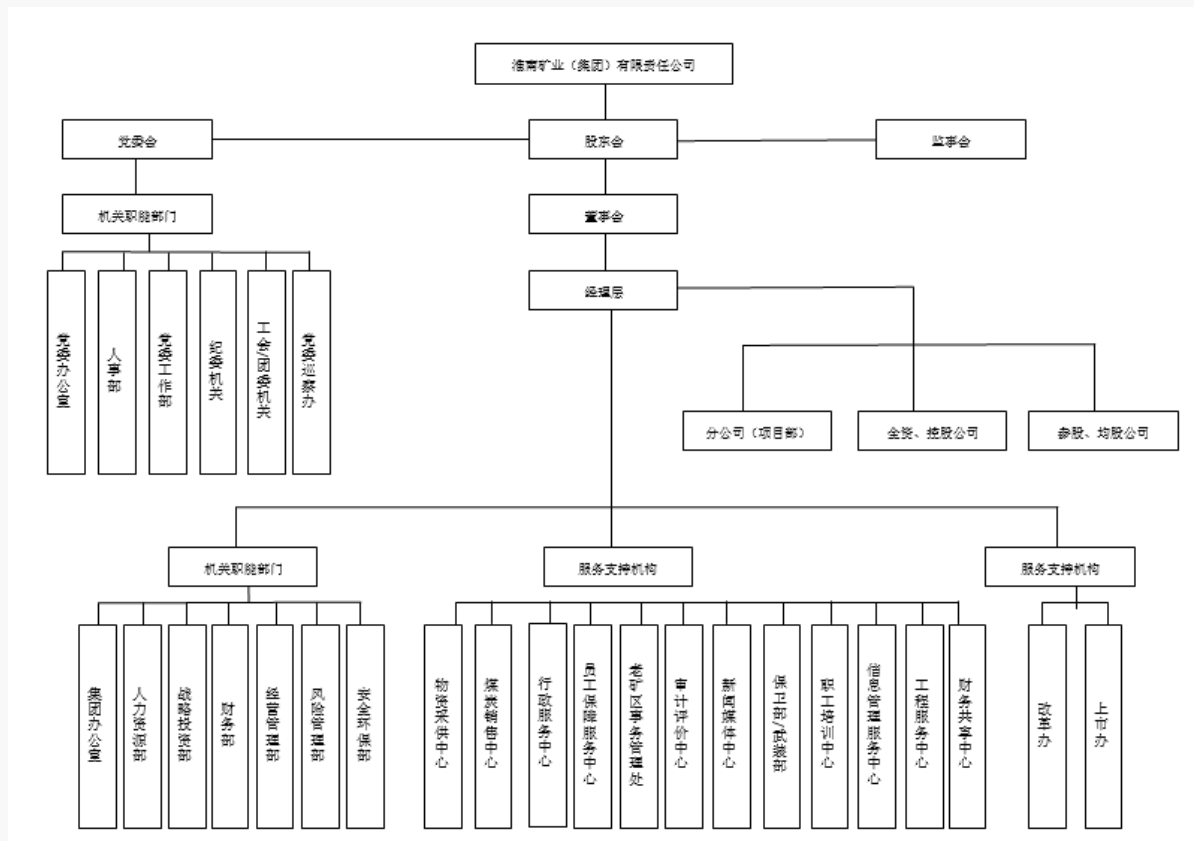 淮南矿业（集团）有限责任公司
党委会
股东会
监事会
机关职能部门
董事会
经理层
党委办公室
人事部
党委工作部
纪委机关
工会/团委机关
党委巡察办
分公司（项目部）
全资、控股公司
参股、均股公司
机关职能部门
服务支持机构
服务支持机构
集团办公室
人力资源部
战略投资部
财务部
经营管理部
风险管理部
安全环保部
物资采供中心
煤炭销售中心
行政服务中心
员工保障服务中心
老矿区事务管理处
审计评价中心
新闻媒体中心
保卫部/武装部
职工培训中心
信息管理服务中心
工程服务中心
财务共享中心
改革办
上市办